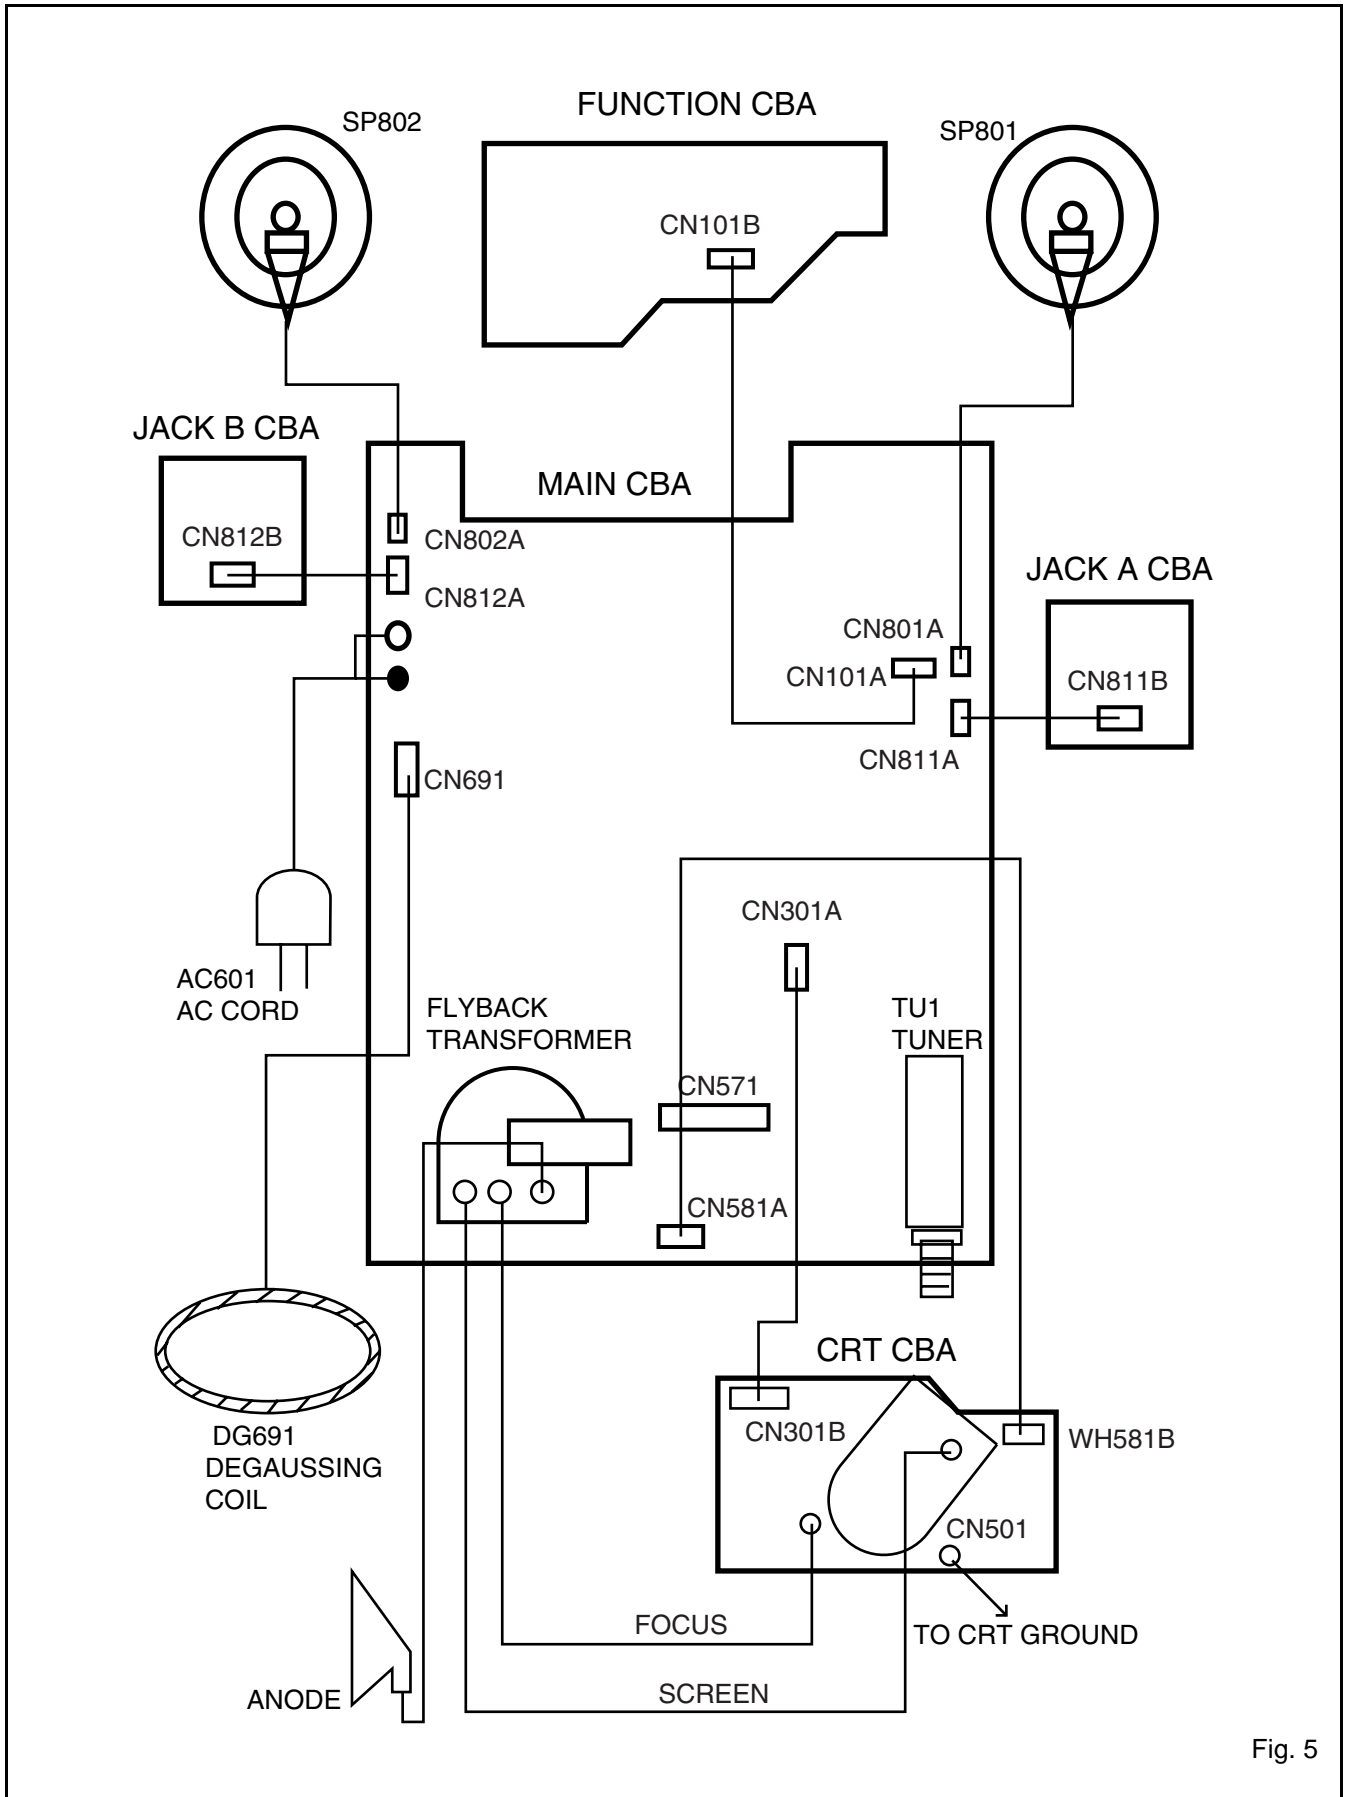 FUNCTION CBA
SP802
SP801
CN101B
JACK B CBA
MAIN CBA
CN812B
CN802A
CN812A
JACK A CBA
CN801A
CN101A
CN811B
CN811A
CN691
CN301A
AC601
AC CORD
FLYBACK
TRANSFORMER
TU1
TUNER
CN571
CN581A
CRT CBA
CN301B
WH581B
DG691
DEGAUSSING
COIL
CN501
FOCUS
TO CRT GROUND
SCREEN
ANODE
Fig. 5